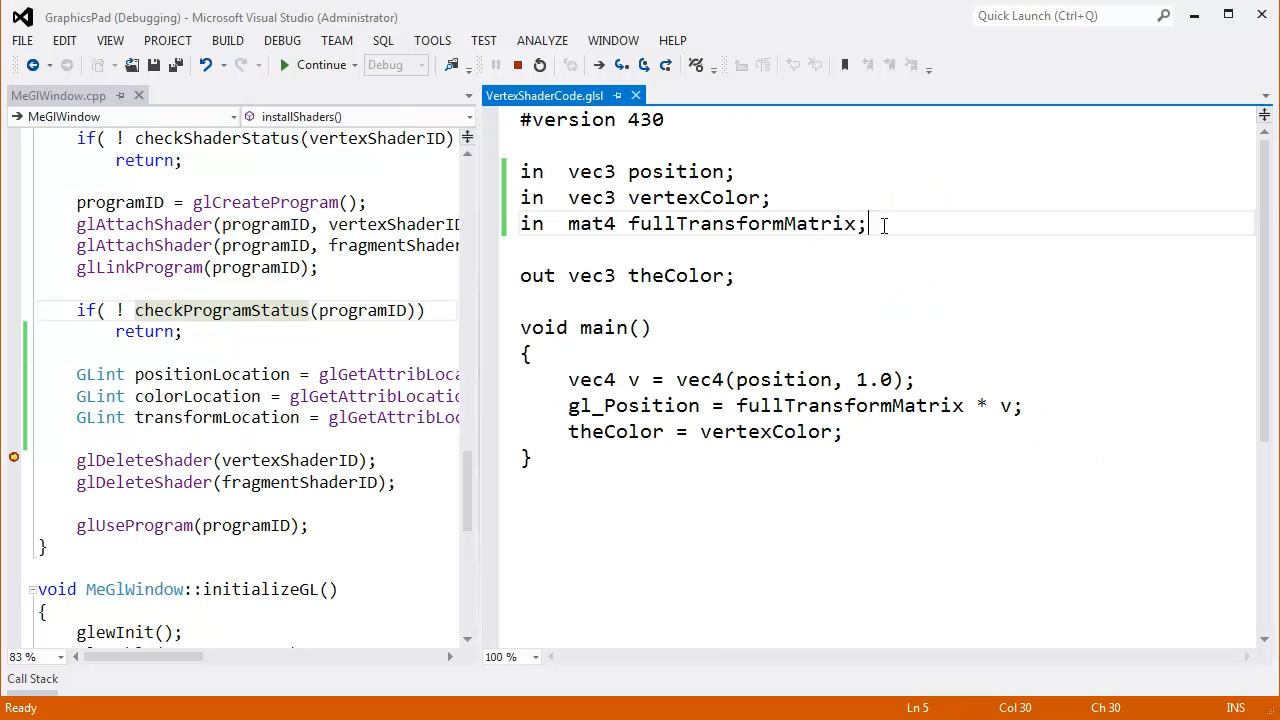 GraphicsPad (Debugging) - Microsoft Visual Studio (Administrator)
Quick Launch (Ctrl+Q)
FILE EDIT VIEW PROJECT BUILD DEBUG TEAM SQL TOOLS TEST ANALYZE WINDOW HELP
Continue Debug
MeGlWindow.cpp
MeGlWindow installShaders()
if( ! checkShaderStatus(vertexShaderID)
return;
programID = glCreateProgram();
glAttachShader(programID, vertexShaderID
glAttachShader(programID, fragmentShader
glLinkProgram(programID);
if( ! checkProgramStatus(programID))
return;
GLint positionLocation = glGetAttribLoca
GLint colorLocation = glGetAttribLocatio
GLint transformLocation = glGetAttribLoc
glDeleteShader(vertexShaderID);
glDeleteShader(fragmentShaderID);
glUseProgram(programID);
}
void MeGlWindow::initializeGL()
{
glewInit();
83 %
VertexShaderCode.glsl
#version 430
in vec3 position;
in vec3 vertexColor;
in mat4 fullTransformMatrix;
out vec3 theColor;
void main()
{
vec4 v = vec4(position, 1.0);
gl_Position = fullTransformMatrix * v;
theColor = vertexColor;
}
100 %
Call Stack
Ready Ln 5 Col 30 Ch 30 INS